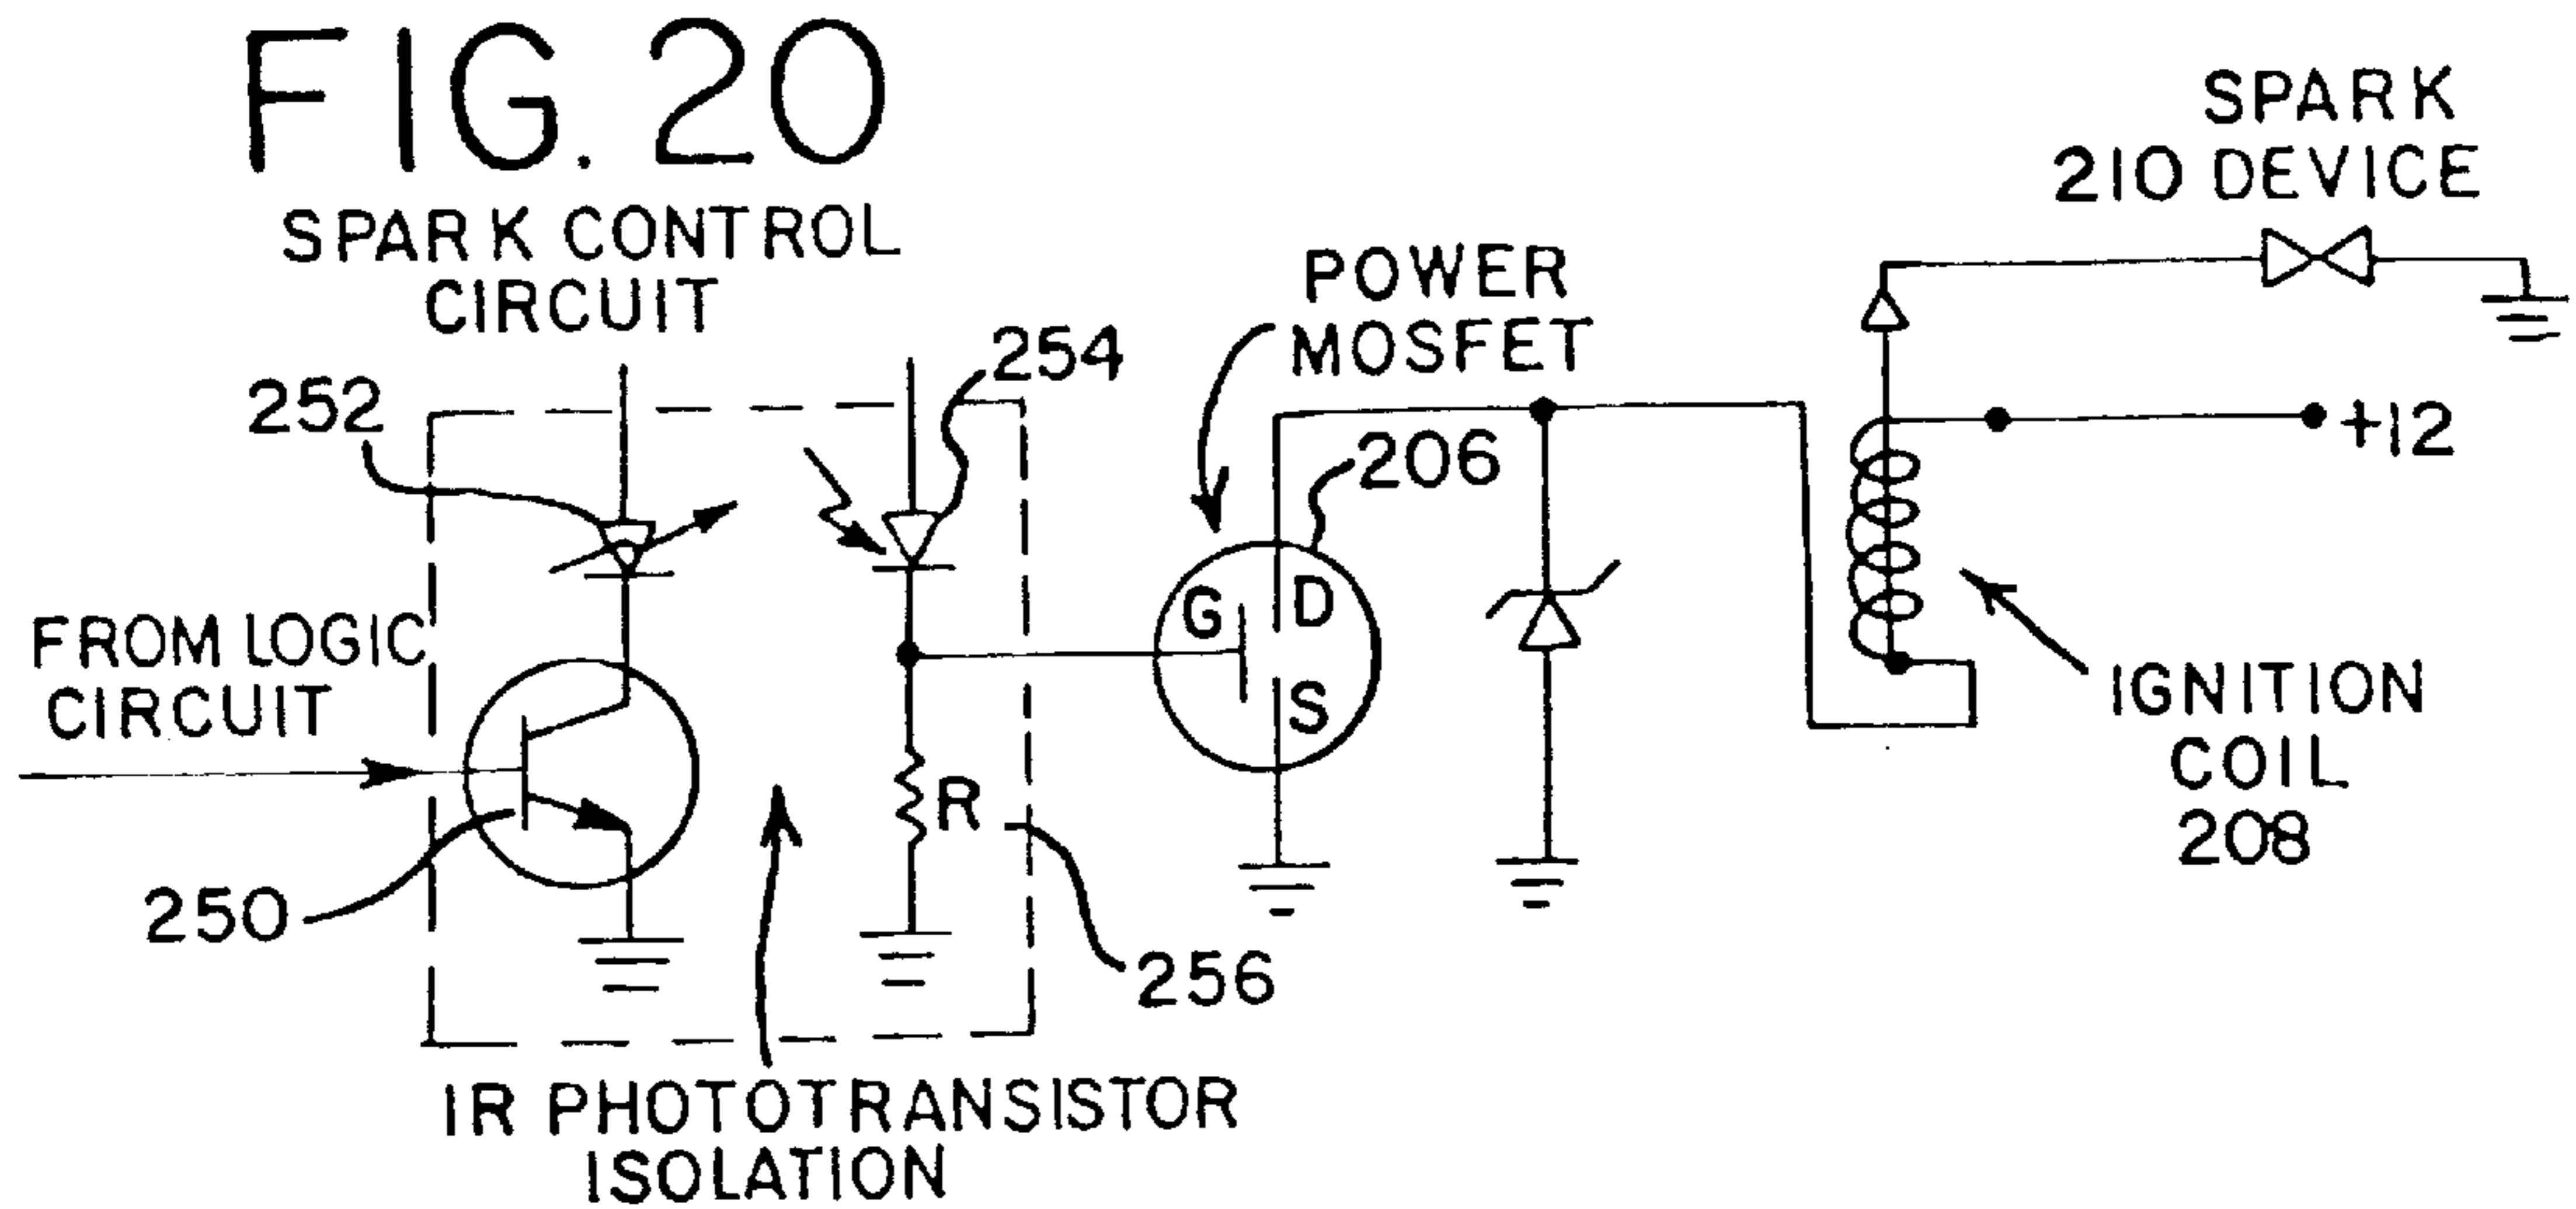 FIG. 20
SPARK CONTROL
CIRCUIT
SPARK
210 DEVICE
POWER
MOSFET
254
252
206
+12
G
D
S
FROM LOGIC
CIRCUIT
R
250
256
IGNITION
COIL
208
IR PHOTOTRANSISTOR
ISOLATION